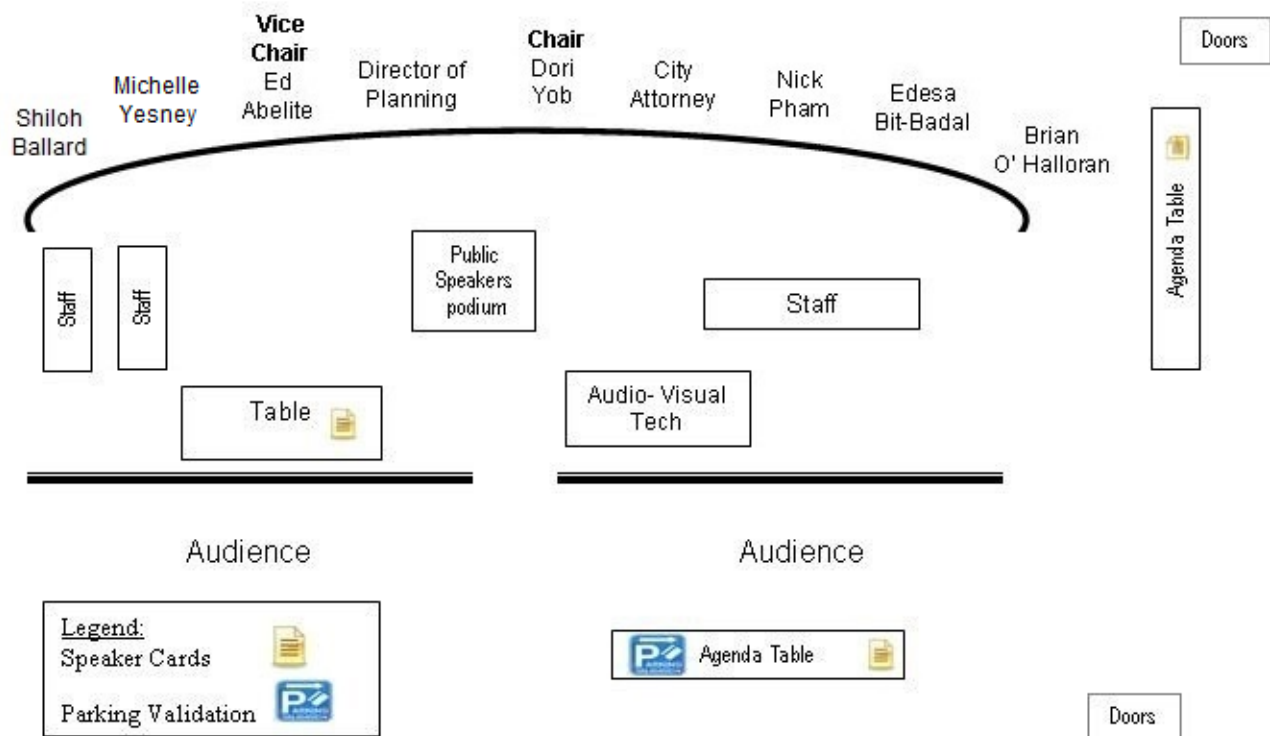 Doors
Vice
Chair
Ed
Abelite
Chair
Dori
Yob
Director of
Planning
City
Attorney
Nick
Pham
Michelle
Yesney
Edesa
Bit-Badal
Shiloh
Ballard
Brian
O' Halloran
Agenda Table
Staff
Staff
Public
Speakers
podium
Staff
Table
Audio- Visual
Tech
Audience
Audience
Legend:
Speaker Cards
Parking Validation
P
Agenda Table
P
Doors